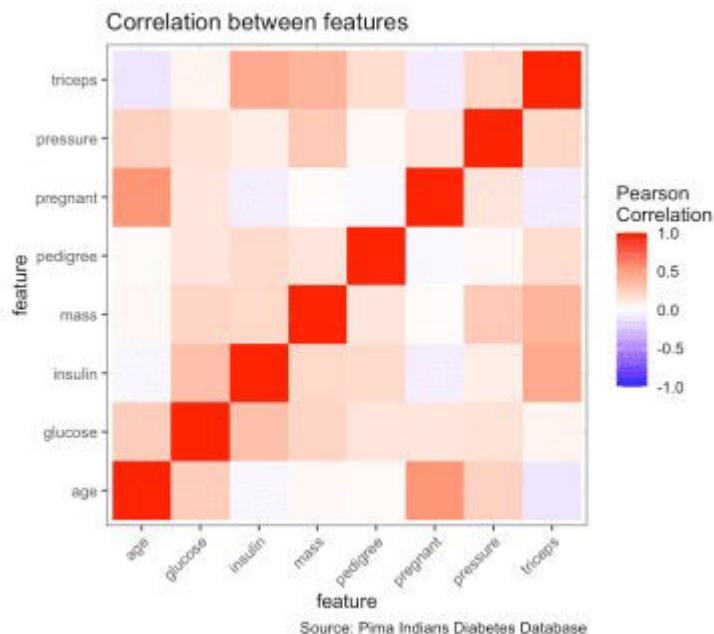 Correlation between features
triceps
pressure
pregnant
pedigree
mass
insulin
glucose
age
feature
age
glucose
insulin
mass
pedigree
pregnant
pressure
triceps
feature
Pearson
Correlation
1.0
0.5
0.0
-0.5
-1.0
Source: Pima Indians Diabetes Database